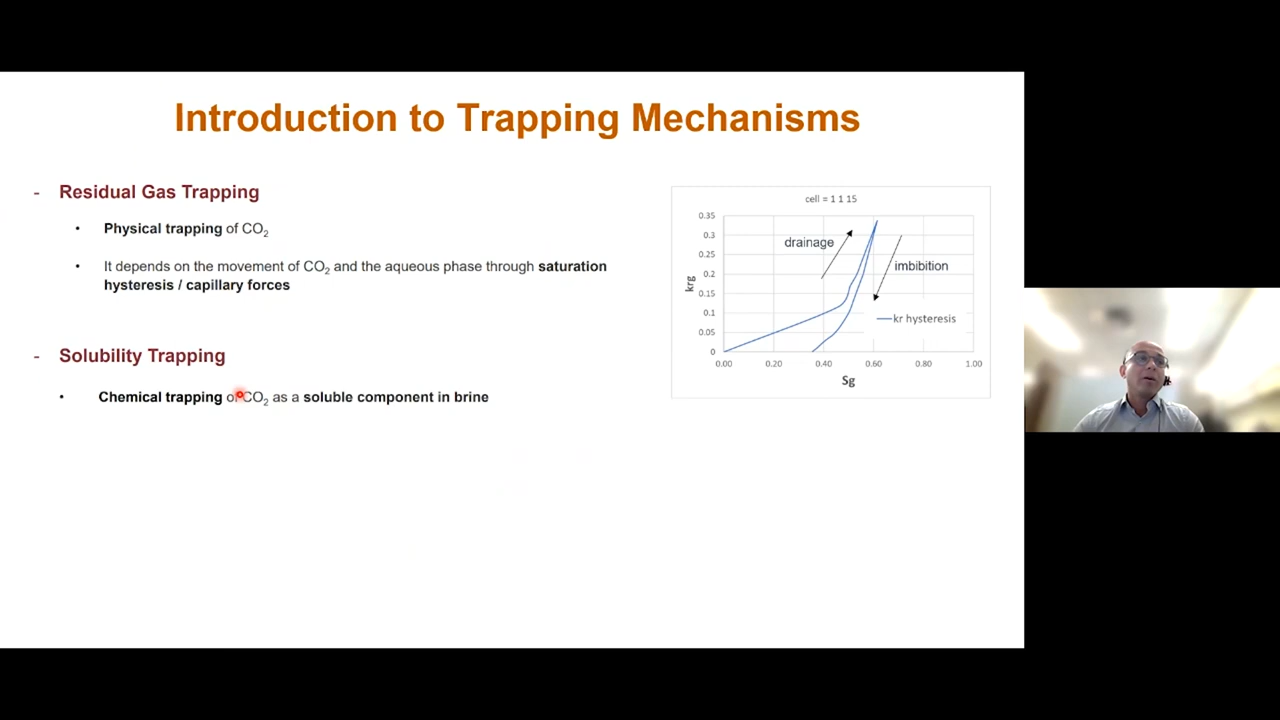 Introduction to Trapping Mechanisms
- Residual Gas Trapping
• Physical trapping of CO2
• It depends on the movement of CO2 and the aqueous phase through saturation
hysteresis / capillary forces
- Solubility Trapping
• Chemical trapping of CO2 as a soluble component in brine
cell = 1 1 15
0.35
0.3
0.25
0.2
0.15
0.1
0.05
0
krg
drainage
imbibition
kr hysteresis
0.00 0.20 0.40 0.60 0.80 1.00
Sg